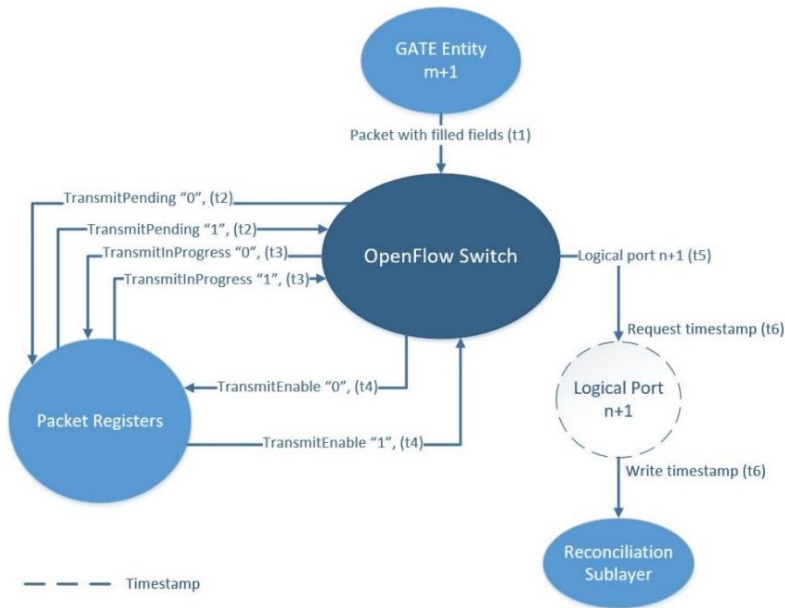 GATE Entity
m+1
Packet with filled fields (t1)
TransmitPending “0”, (t2)
TransmitPending “1”, (t2)
TransmitInProgress “0”, (t3)
TransmitInProgress “1”, (t3)
OpenFlow Switch
Logical port n+1 (t5)
Request timestamp (t6)
Logical Port
n+1
TransmitEnable “0”, (t4)
Packet Registers
TransmitEnable “1”, (t4)
Write timestamp (t6)
Reconciliation
Sublayer
Timestamp